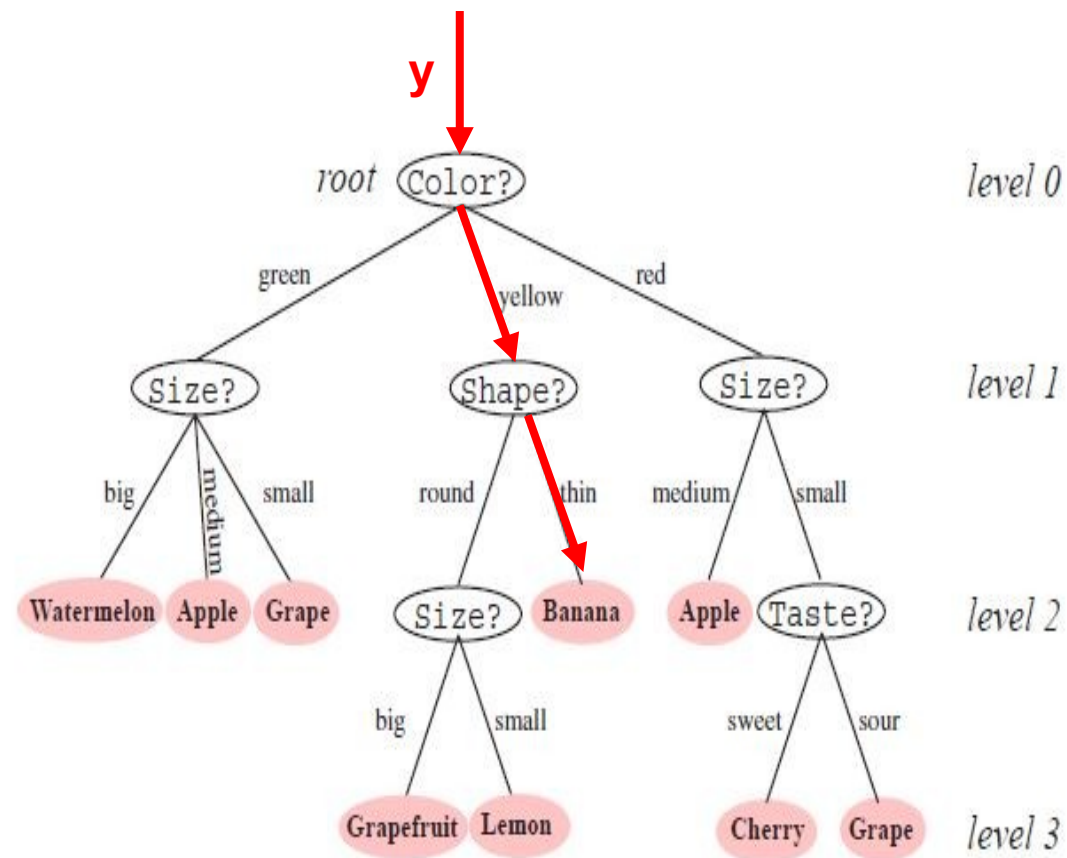 y
root Color? level 0
green yellow red
Size? Shape? Size? level 1
big medium small round thin medium small
Watermelon Apple Grape Size? Banana Apple Taste? level 2
big small sweet sour
Grapefruit Lemon Cherry Grape level 3